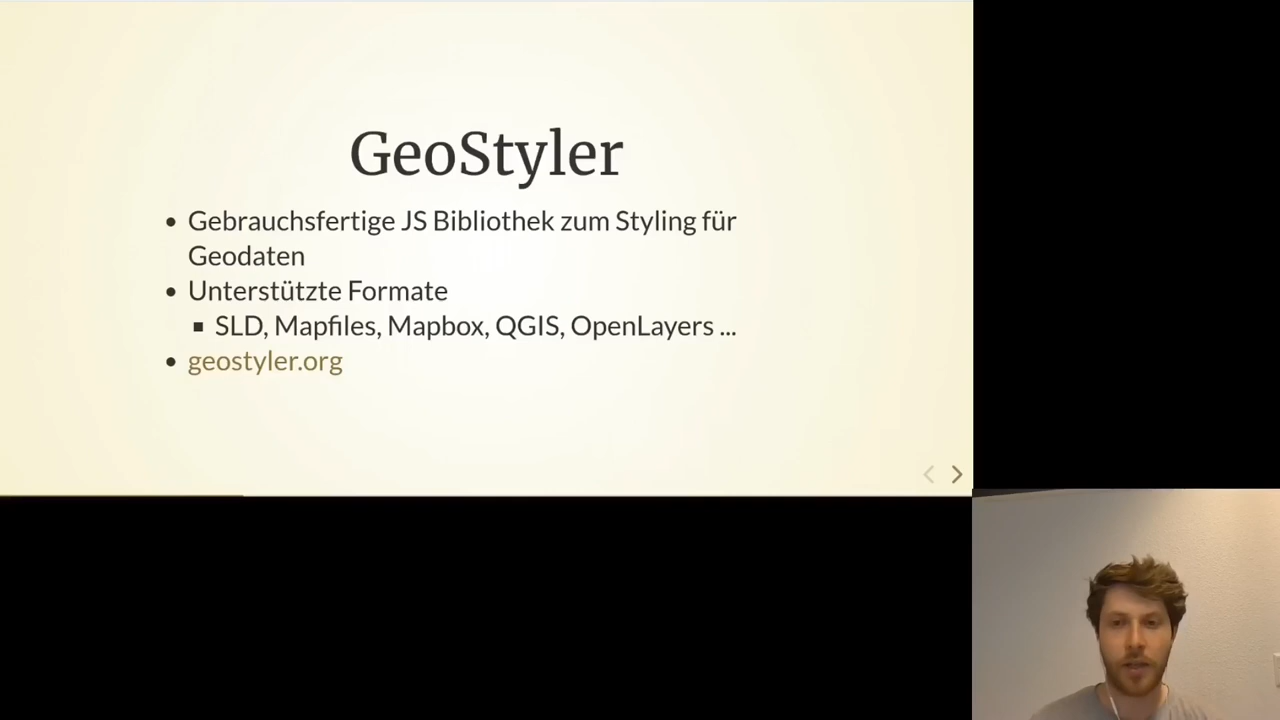 GeoStyler
Gebrauchsfertige JS Bibliothek zum Styling für
Geodaten
Unterstützte Formate
SLD, Mapfiles, Mapbox, QGIS, OpenLayers ...
geostyler.org